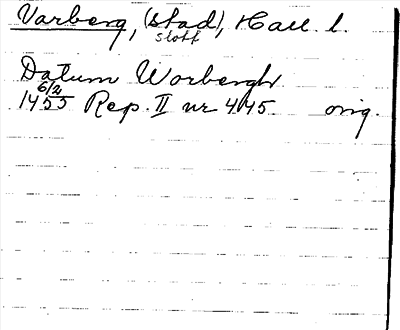 Varberg, (stad), Hall. l.
slott
Datum Worbergh
6/2
1455 Rep. II nr 445 orig.